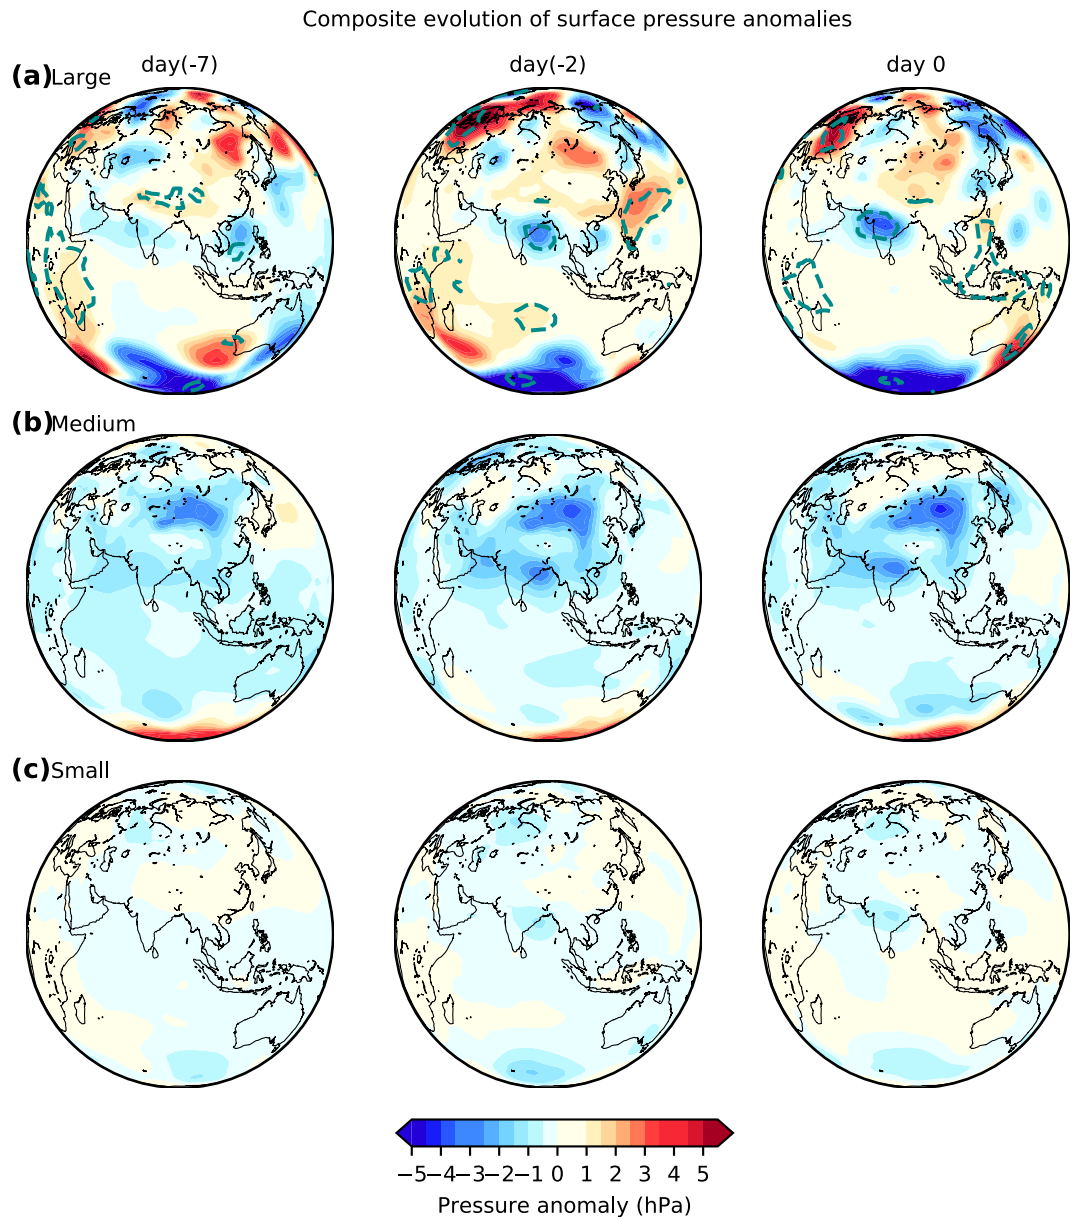 Composite evolution of surface pressure anomalies
day(-7) day(-2) day 0
(a) Large
(b) Medium
(c) Small
−5 −4 −3 −2 −1 0 1 2 3 4 5
Pressure anomaly (hPa)